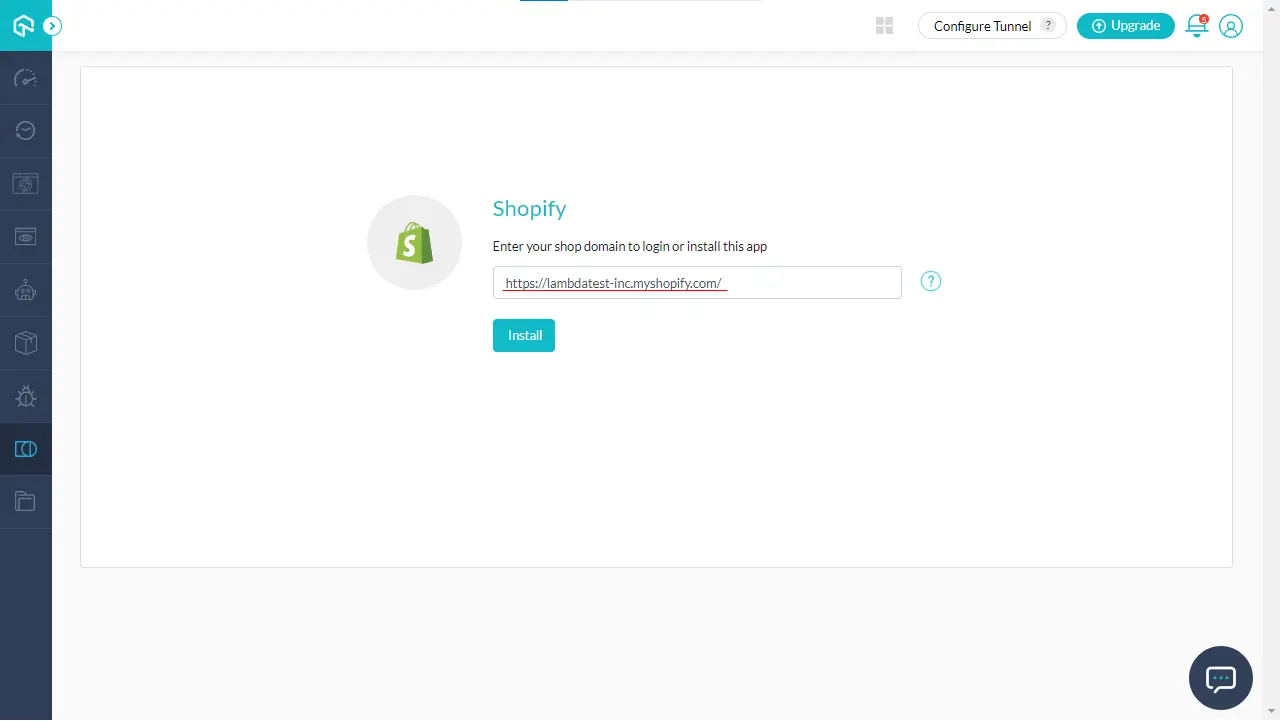 Configure Tunnel ?
Upgrade
5
Shopify
Enter your shop domain to login or install this app
https://lambdatest-inc.myshopify.com/
?
Install